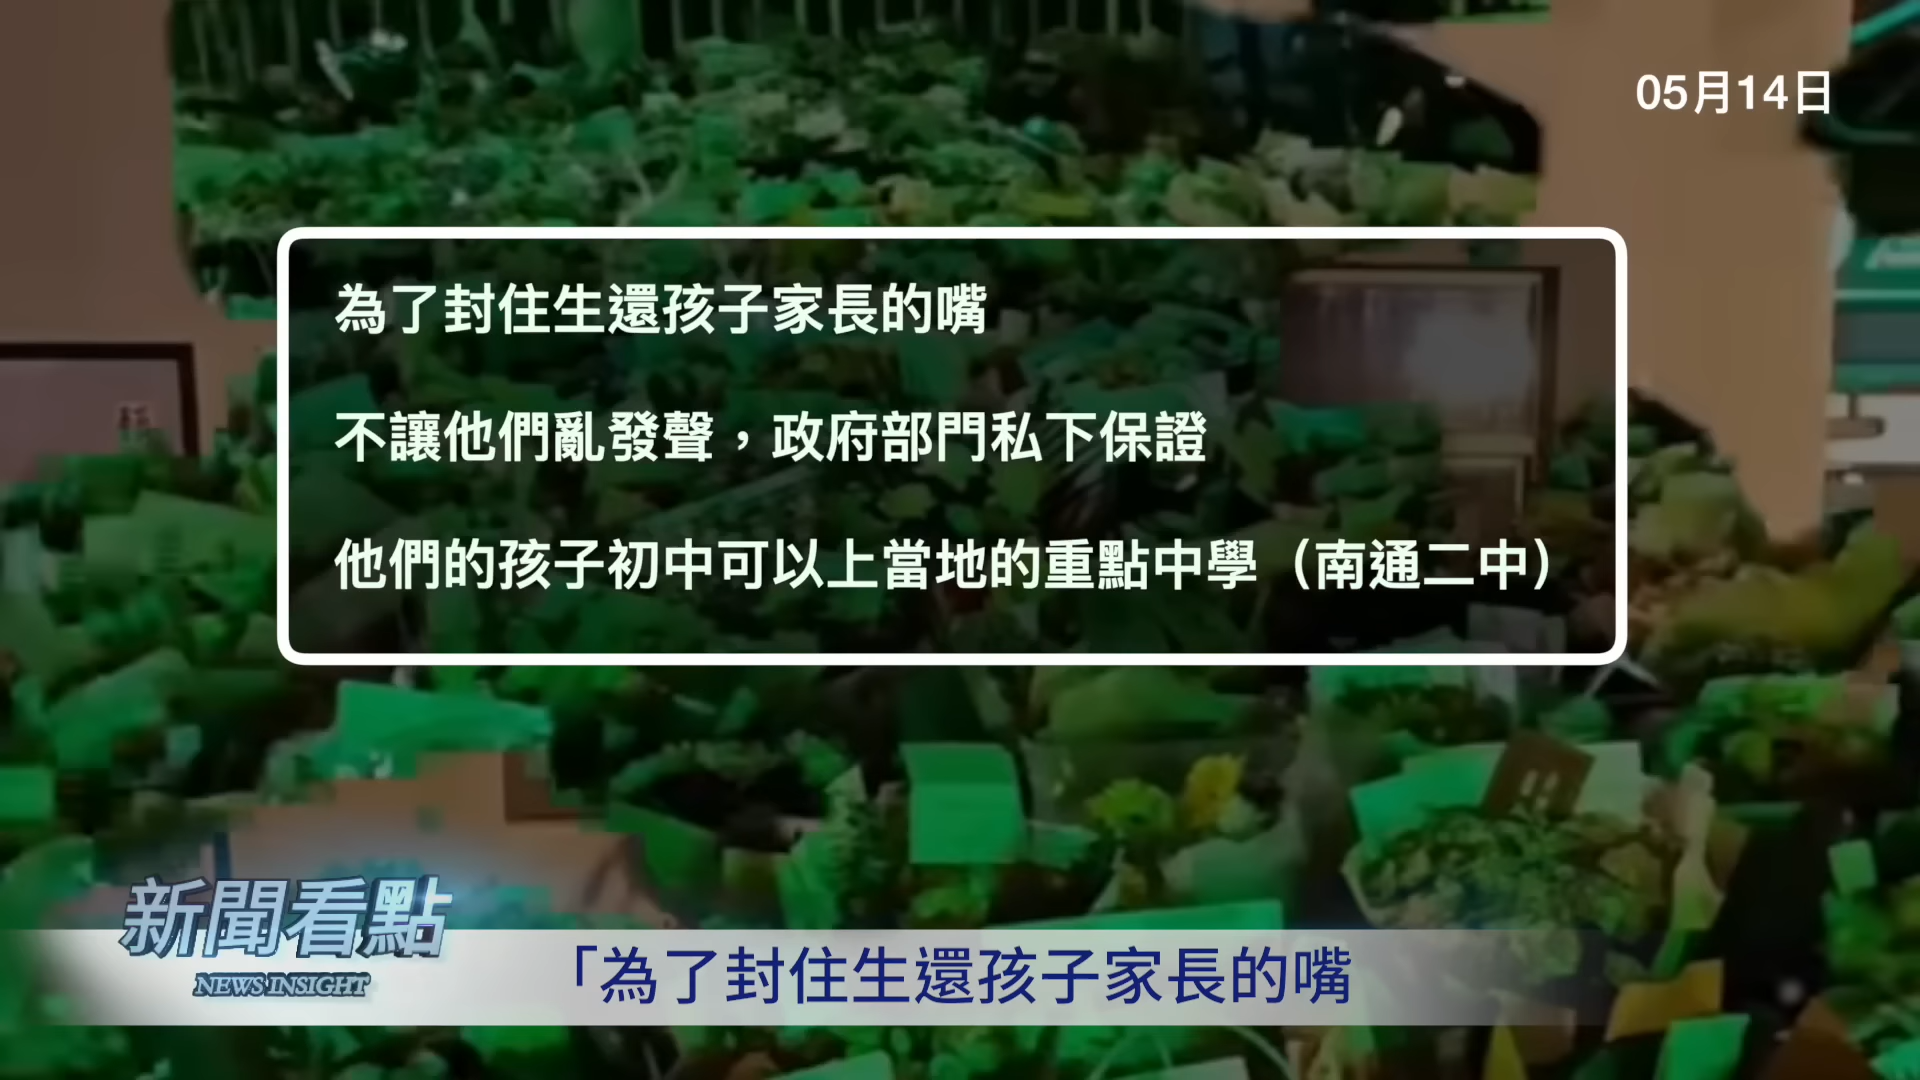 05月14日
為了封住生還孩子家長的嘴
不讓他們亂發聲，政府部門私下保證
他們的孩子初中可以上當地的重點中學（南通二中）
新聞看點
NEWS INSIGHT
「為了封住生還孩子家長的嘴